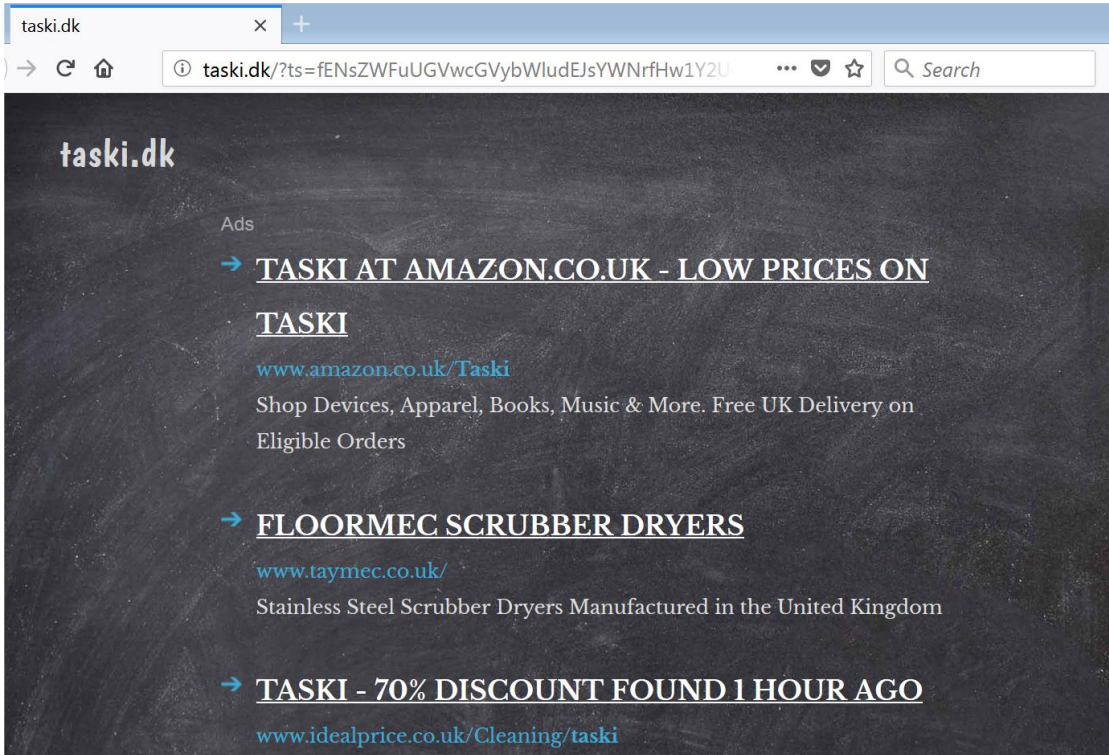 taski.dk
taski.dk/?ts=fENsZWFuUGVwcGVybWludEJsYWNrfHw1Y2U
Search
taski.dk
Ads
TASKI AT AMAZON.CO.UK - LOW PRICES ON
TASKI
www.amazon.co.uk/Taski
Shop Devices, Apparel, Books, Music & More. Free UK Delivery on
Eligible Orders
FLOORMEC SCRUBBER DRYERS
www.taymec.co.uk/
Stainless Steel Scrubber Dryers Manufactured in the United Kingdom
TASKI - 70% DISCOUNT FOUND 1 HOUR AGO
www.idealprice.co.uk/Cleaning/taski